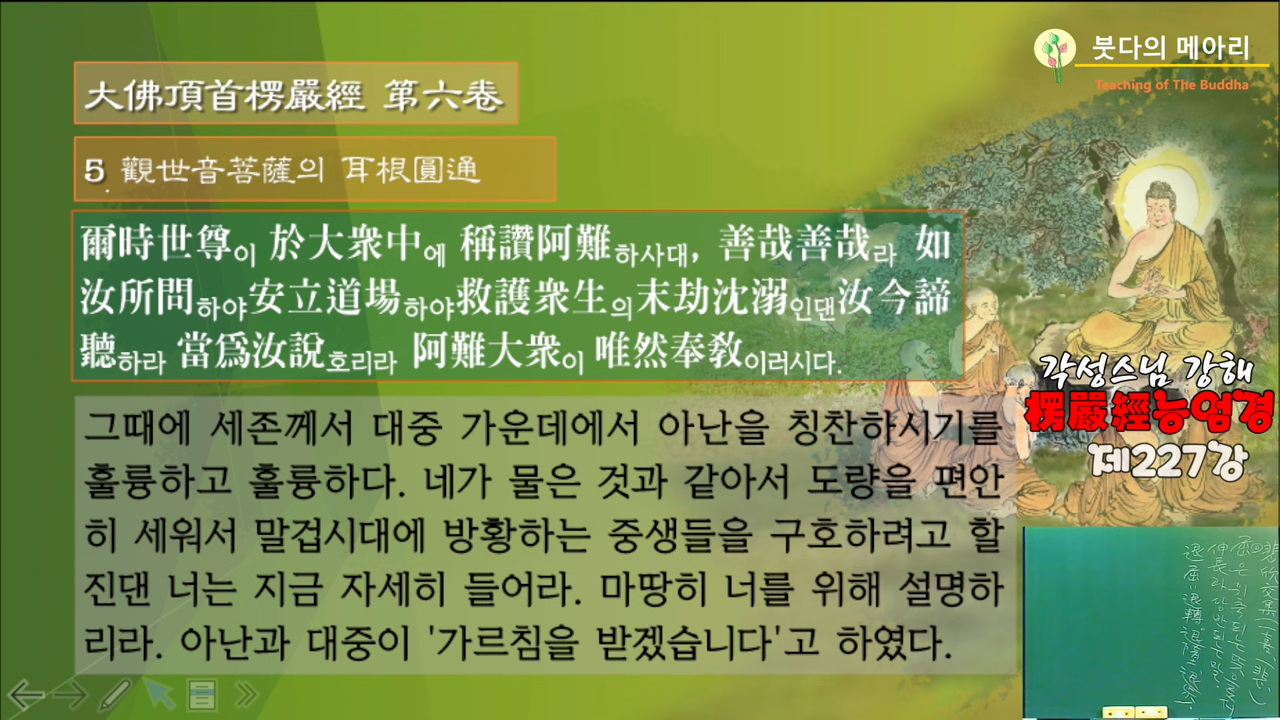 붓다의 메아리
Teaching of The Buddha
大佛頂首楞嚴經 第六卷
5. 觀世音菩薩의 耳根圓通
爾時世尊이 於大衆中에 稱讚阿難하사대, 善哉善哉라 如
汝所問하야安立道場하야救護衆生의末劫沈溺인댄汝今諦
聽하라 當爲汝說호리라 阿難大衆이 唯然奉敎이러시다.
그때에 세존께서 대중 가운데에서 아난을 칭찬하시기를
훌륭하고 훌륭하다. 네가 물은 것과 같아서 도량을 편안
히 세워서 말겁시대에 방황하는 중생들을 구호하려고 할
진댄 너는 지금 자세히 들어라. 마땅히 너를 위해 설명하
리라. 아난과 대중이 '가르침을 받겠습니다'고 하였다.
각성스님 강해
楞嚴經능엄경
제227강
悲欣交集
退屈 退轉